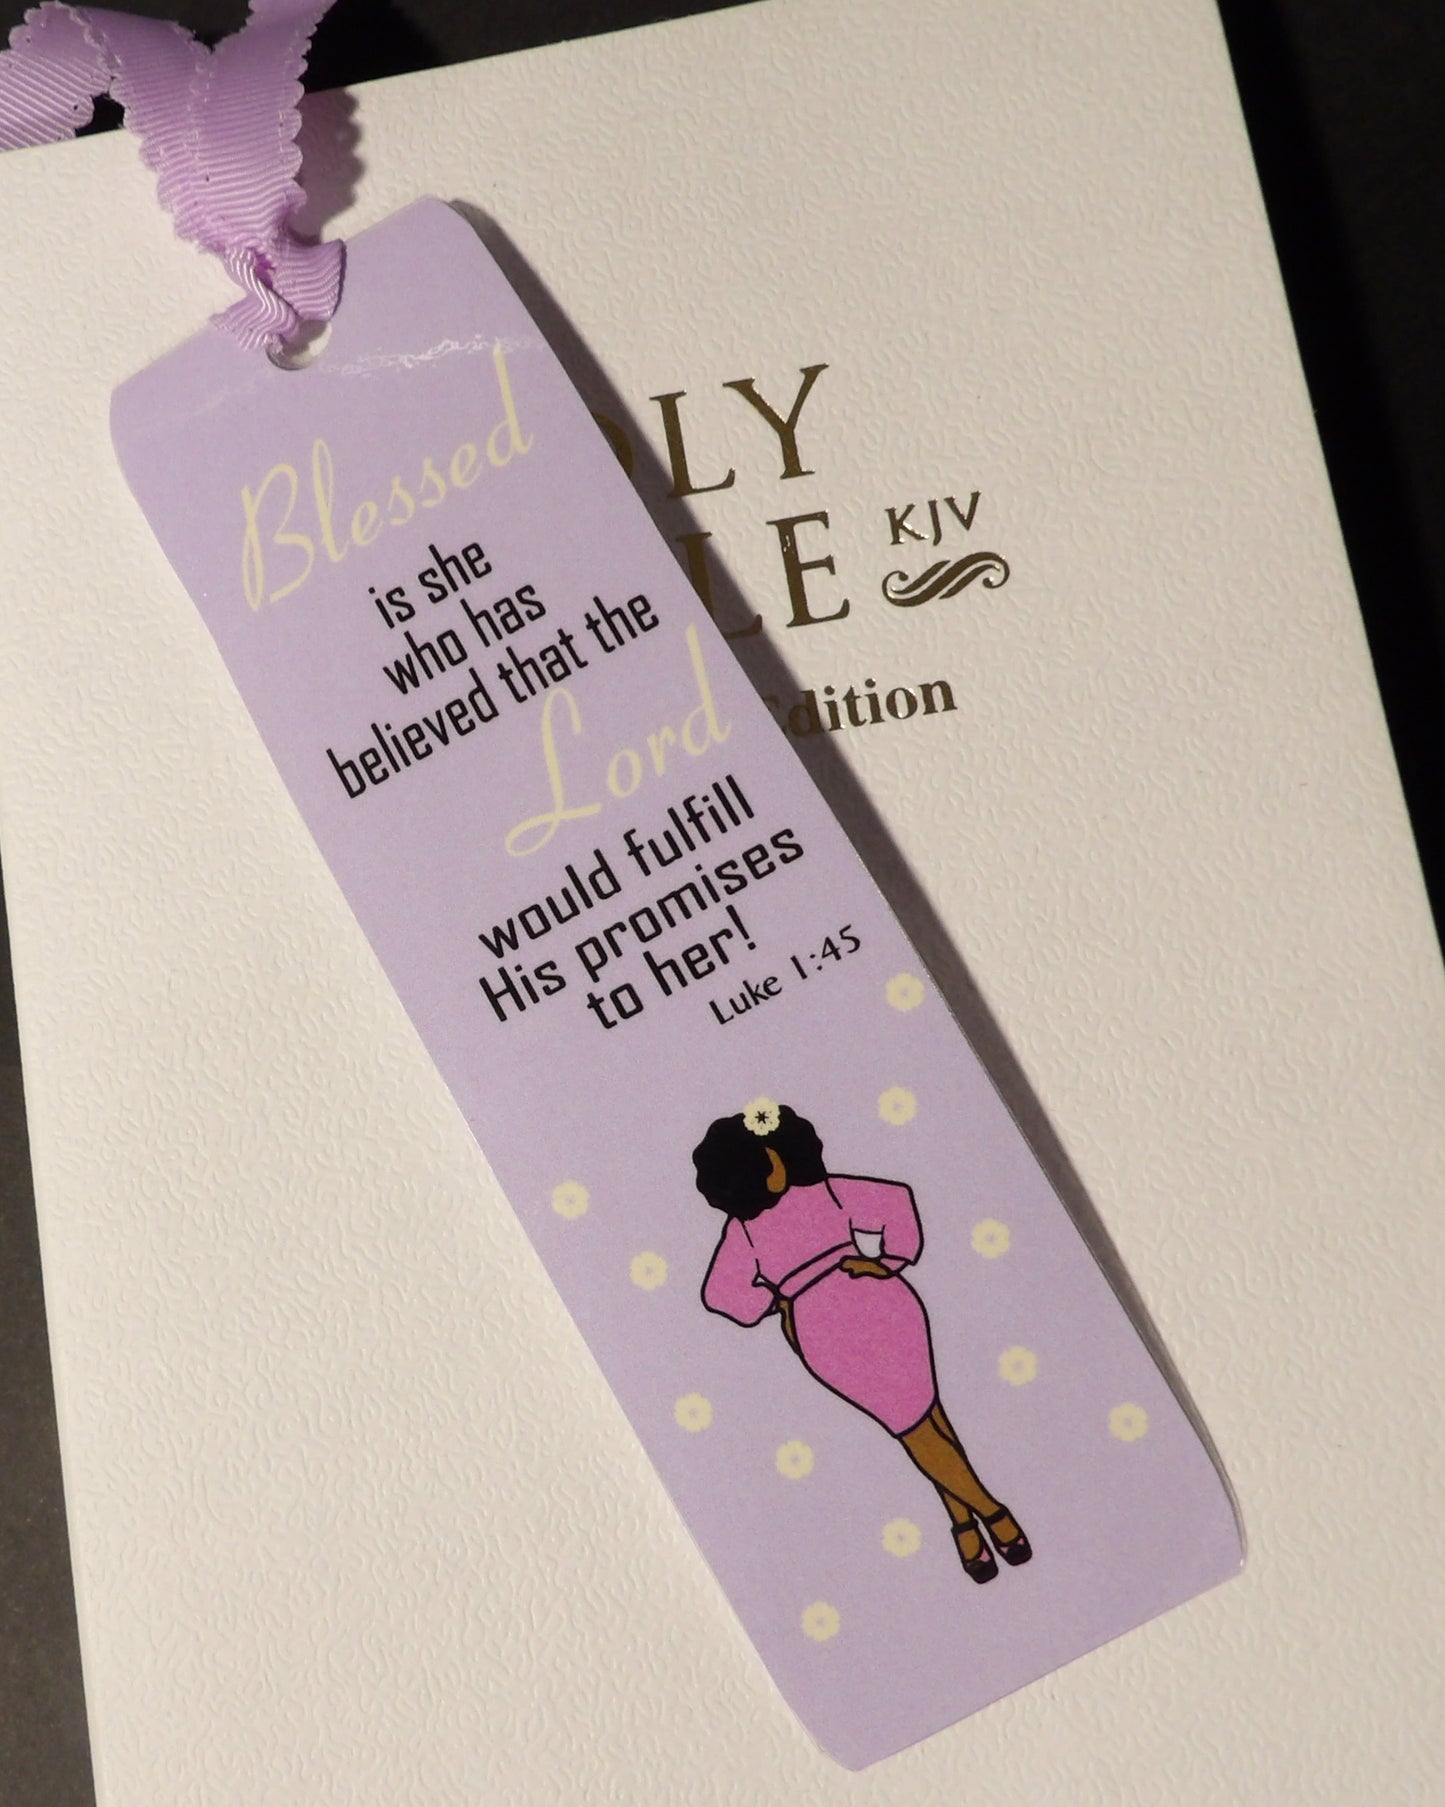 Blessed
is she
who has
believed that the
Lord
would fulfill
His promises
to her!
Luke 1:45
OLY
LE KJV
Edition